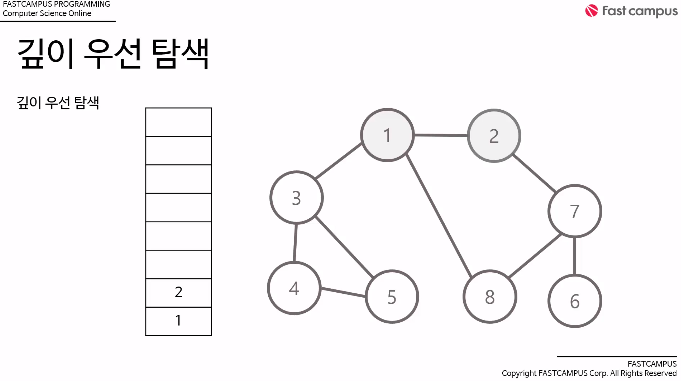 FASTCAMPUS PROGRAMMING
Computer Science Online
Fast campus
깊이 우선 탐색
깊이 우선 탐색
2
1
1
2
3
7
4
5
8
6
FASTCAMPUS
Copyright FASTCAMPUS Corp. All Rights Reserved